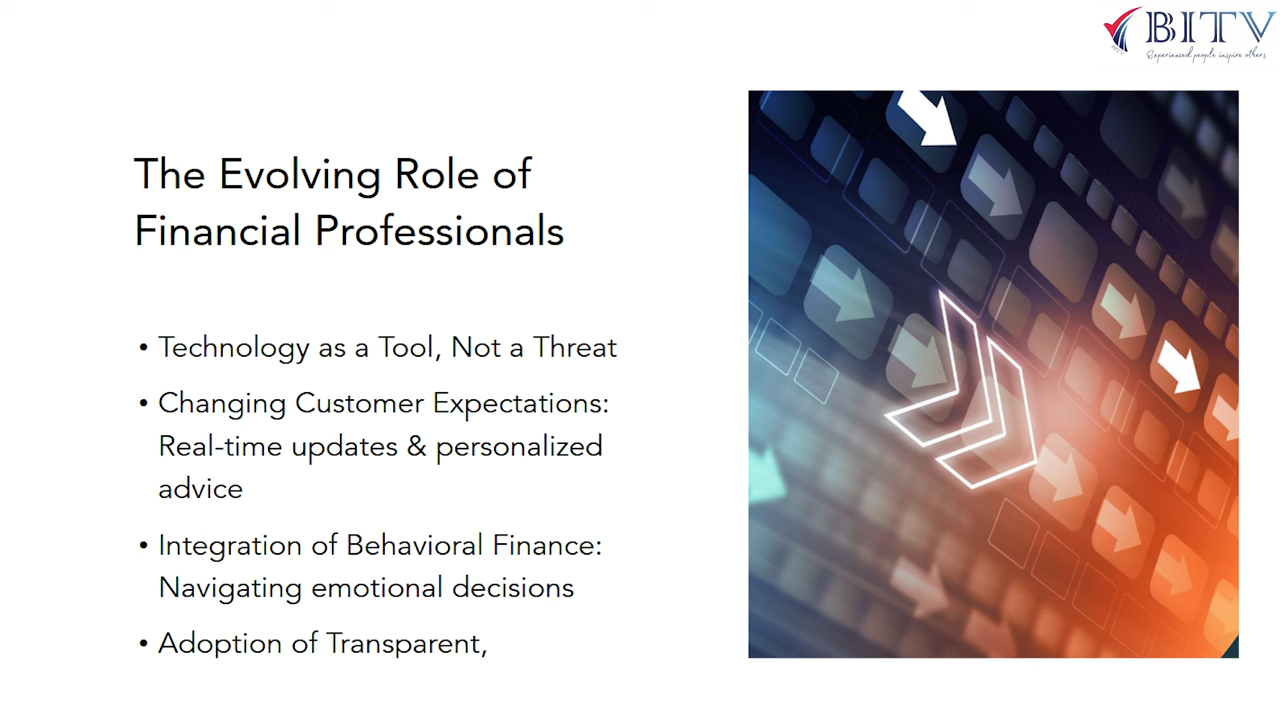 BITV
Experienced people inspire others
The Evolving Role of
Financial Professionals
• Technology as a Tool, Not a Threat
• Changing Customer Expectations:
Real-time updates & personalized
advice
• Integration of Behavioral Finance:
Navigating emotional decisions
• Adoption of Transparent,